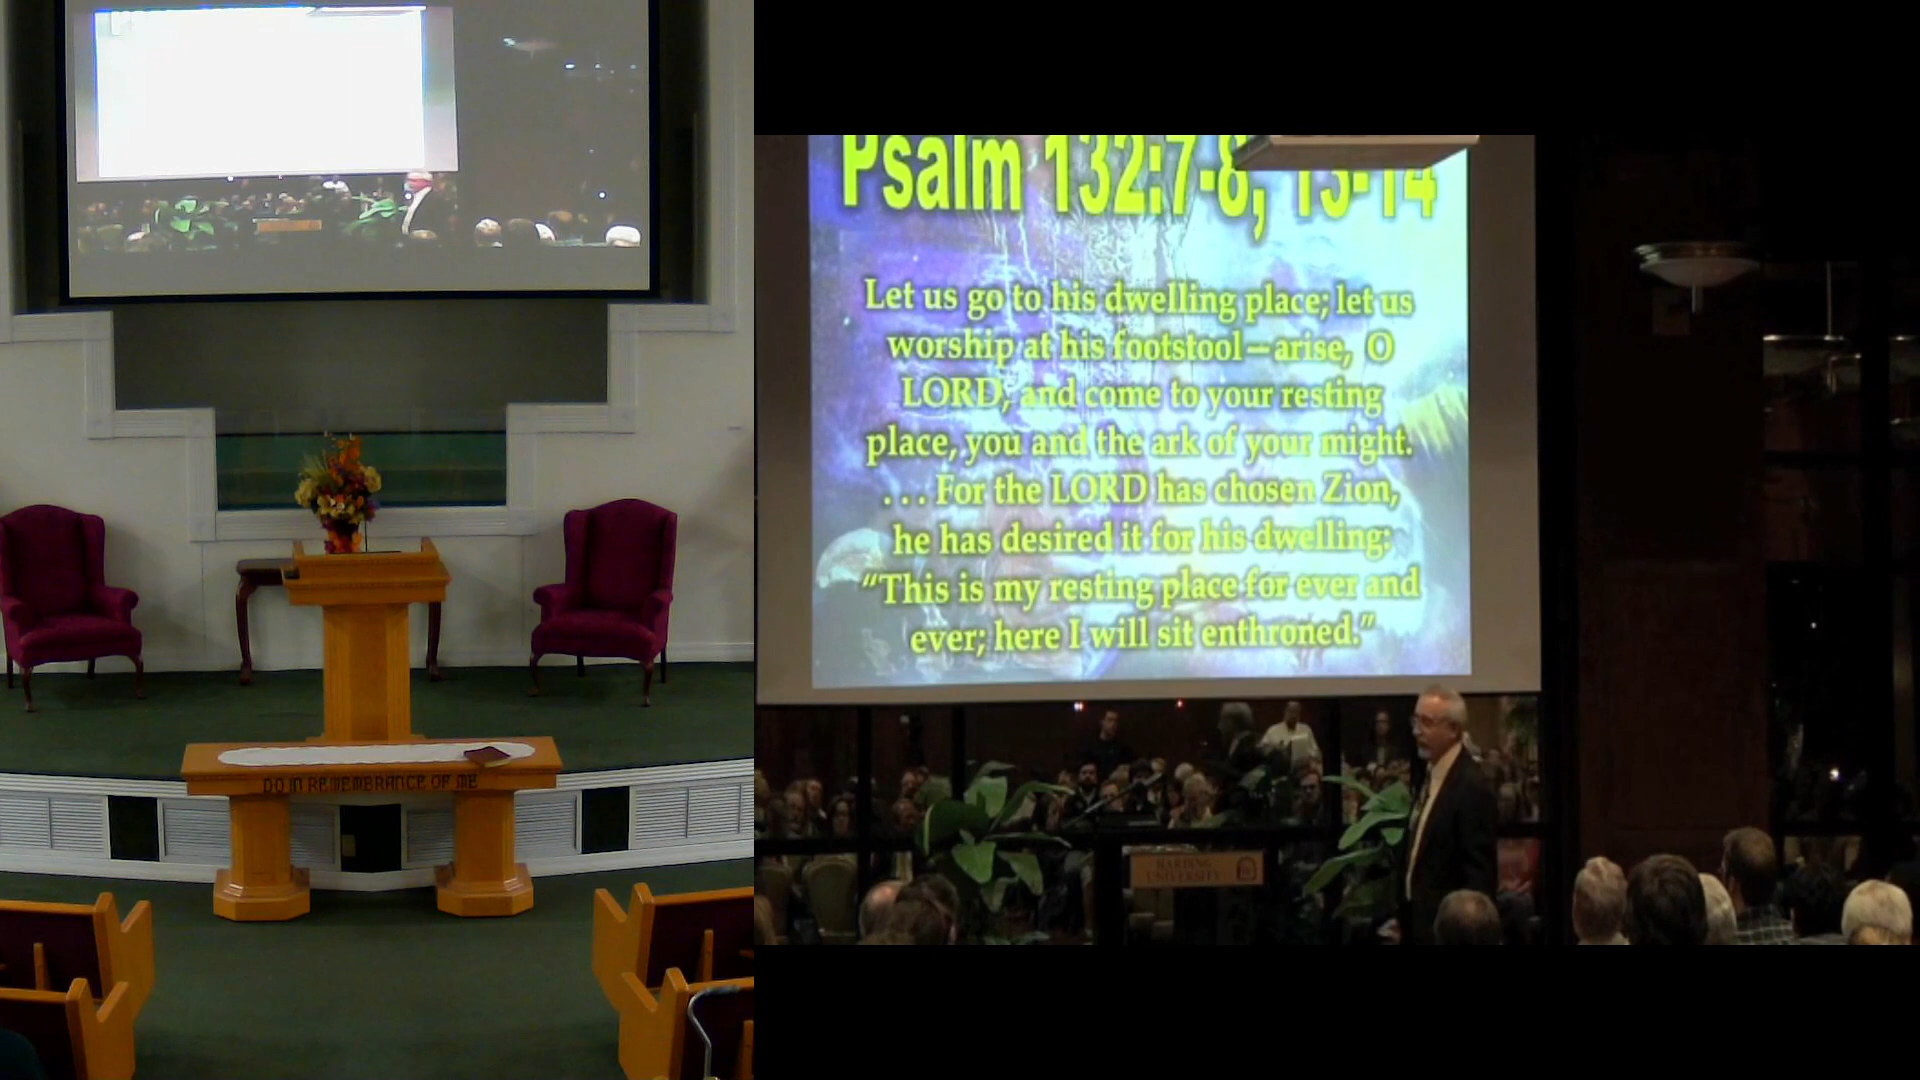 DO IN REMEMBRANCE OF ME
Psalm 132:7-8, 13-14
Let us go to his dwelling place; let us
worship at his footstool—arise, O
LORD, and come to your resting
place, you and the ark of your might.
. . . For the LORD has chosen Zion,
he has desired it for his dwelling:
“This is my resting place for ever and
ever; here I will sit enthroned.”
HARDING
UNIVERSITY